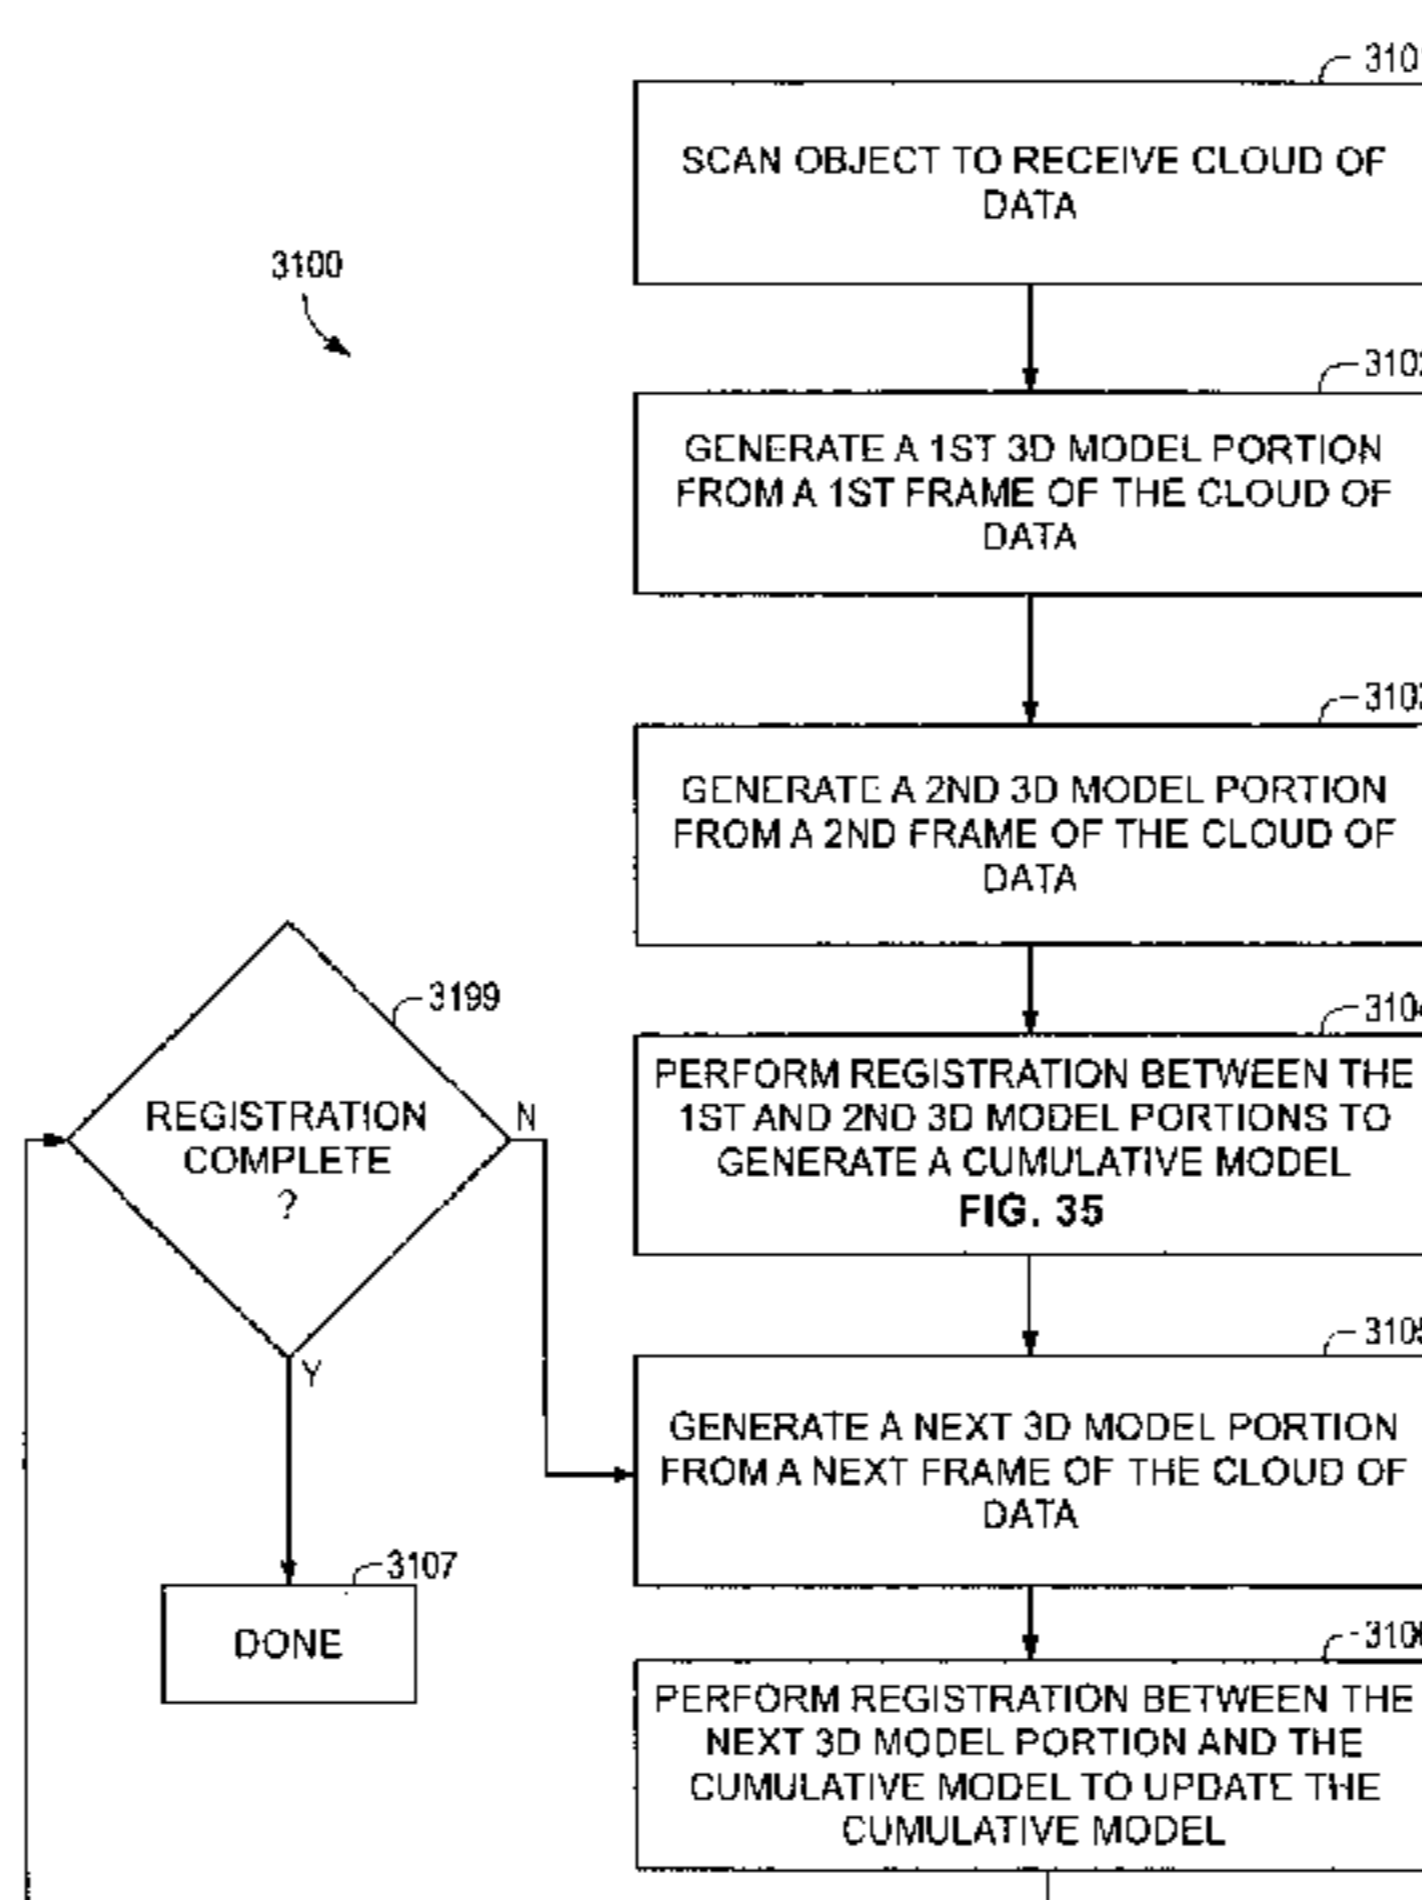 SCAN OBJECT TO RECEIVE CLOUD OF
DATA
3100
GENERATE A 1ST 3D MODEL PORTION
FROM A 1ST FRAME OF THE CLOUD OF
DATA
GENERATE A 2ND 3D MODEL PORTION
FROM A 2ND FRAME OF THE CLOUD OF
DATA
3199
PERFORM REGISTRATION BETWEEN THE
1ST AND 2ND 3D MODEL PORTIONS TO
GENERATE A CUMULATIVE MODEL
FIG. 35
REGISTRATION
COMPLETE
?
N
Y
GENERATE A NEXT 3D MODEL PORTION
FROM A NEXT FRAME OF THE CLOUD OF
DATA
3107
DONE
PERFORM REGISTRATION BETWEEN THE
NEXT 3D MODEL PORTION AND THE
CUMULATIVE MODEL TO UPDATE THE
CUMULATIVE MODEL